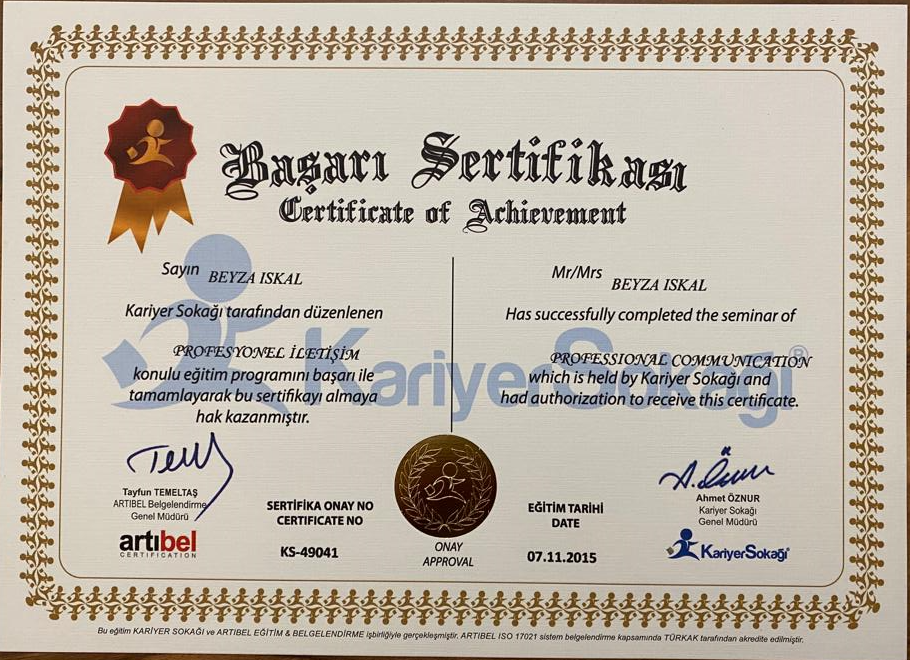 Başarı Sertifikası
Certificate of Achievement
Sayın BEYZA ISKAL
Kariyer Sokağı tarafından düzenlenen
PROFESYONEL İLETİŞİM
konulu eğitim programını başarı ile
tamamlayarak bu sertifikayı almaya
hak kazanmıştır.
Mr/Mrs BEYZA ISKAL
Has successfully completed the seminar of
PROFESSIONAL COMMUNICATION
which is held by Kariyer Sokağı and
had authorization to receive this certificate.
KariyerSokağı®
Tayfun TEMELTAŞ
ARTIBEL Belgelendirme
Genel Müdürü
artıbel
CERTIFICATION
SERTİFİKA ONAY NO
CERTIFICATE NO
KS-49041
ONAY
APPROVAL
EĞİTİM TARİHİ
DATE
07.11.2015
A. Öznur
Ahmet ÖZNUR
Kariyer Sokağı
Genel Müdürü
KariyerSokağı®
Bu eğitim KARİYER SOKAĞI ve ARTIBEL EĞİTİM & BELGELENDİRME işbirliğiyle gerçekleşmiştir. ARTIBEL ISO 17021 sistem belgelendirme kapsamında TÜRKAK tarafından akredite edilmiştir.